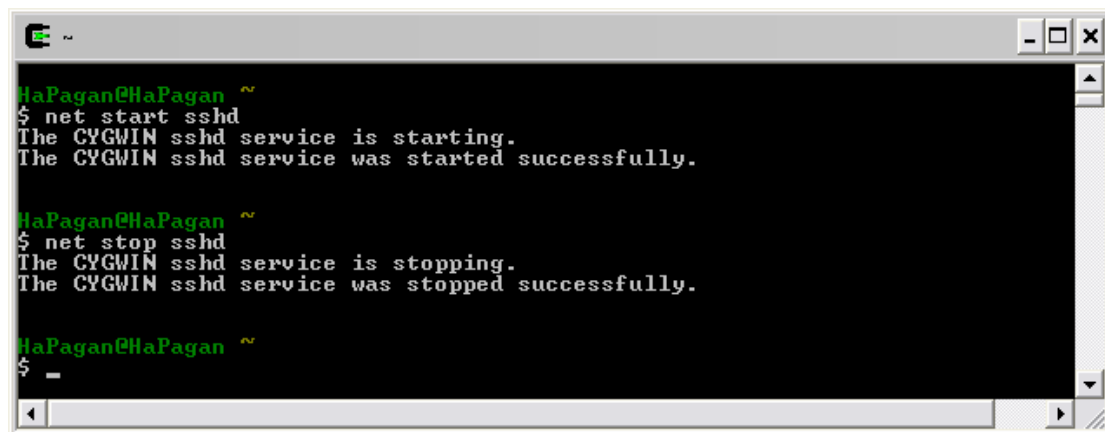 ~
HaPagan@HaPagan ~
$ net start sshd
The CYGWIN sshd service is starting.
The CYGWIN sshd service was started successfully.
HaPagan@HaPagan ~
$ net stop sshd
The CYGWIN sshd service is stopping.
The CYGWIN sshd service was stopped successfully.
HaPagan@HaPagan ~
$ _